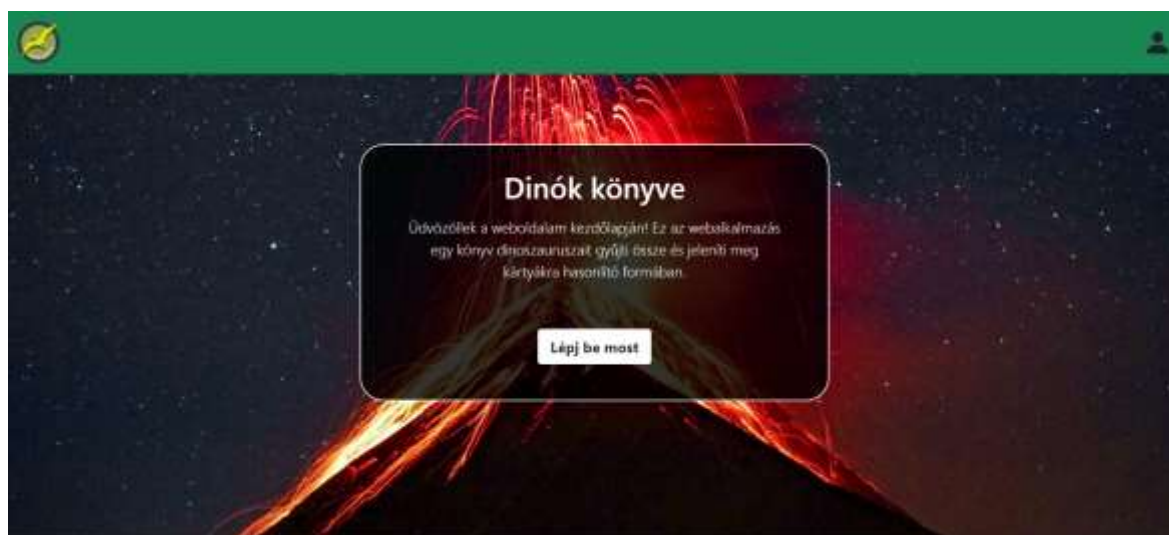 Dinók könyve
Üdvözöllek a weboldalam kezdőlapján! Ez az webalkalmazás
egy könyv dinoszauruszait gyűjti össze és jeleníti meg
kártyákra hasonlító formában.
Lépj be most